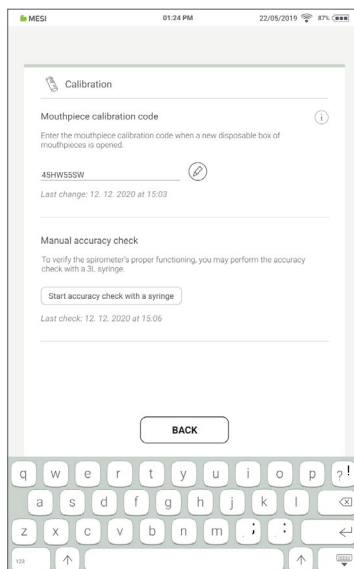 MESI 01:24 PM 22/05/2019 87%
Calibration
Mouthpiece calibration code
i
Enter the mouthpiece calibration code when a new disposable box of
mouthpieces is opened.
45HW55SW
Last change: 12. 12. 2020 at 15:03
Manual accuracy check
To verify the spirometer's proper functioning, you may perform the accuracy
check with a 3L syringe.
Start accuracy check with a syringe
Last check: 12. 12. 2020 at 15:06
BACK
q w e r t y u i o p ?!
a s d f g h j k l
z x c v b n m , ; . :
123